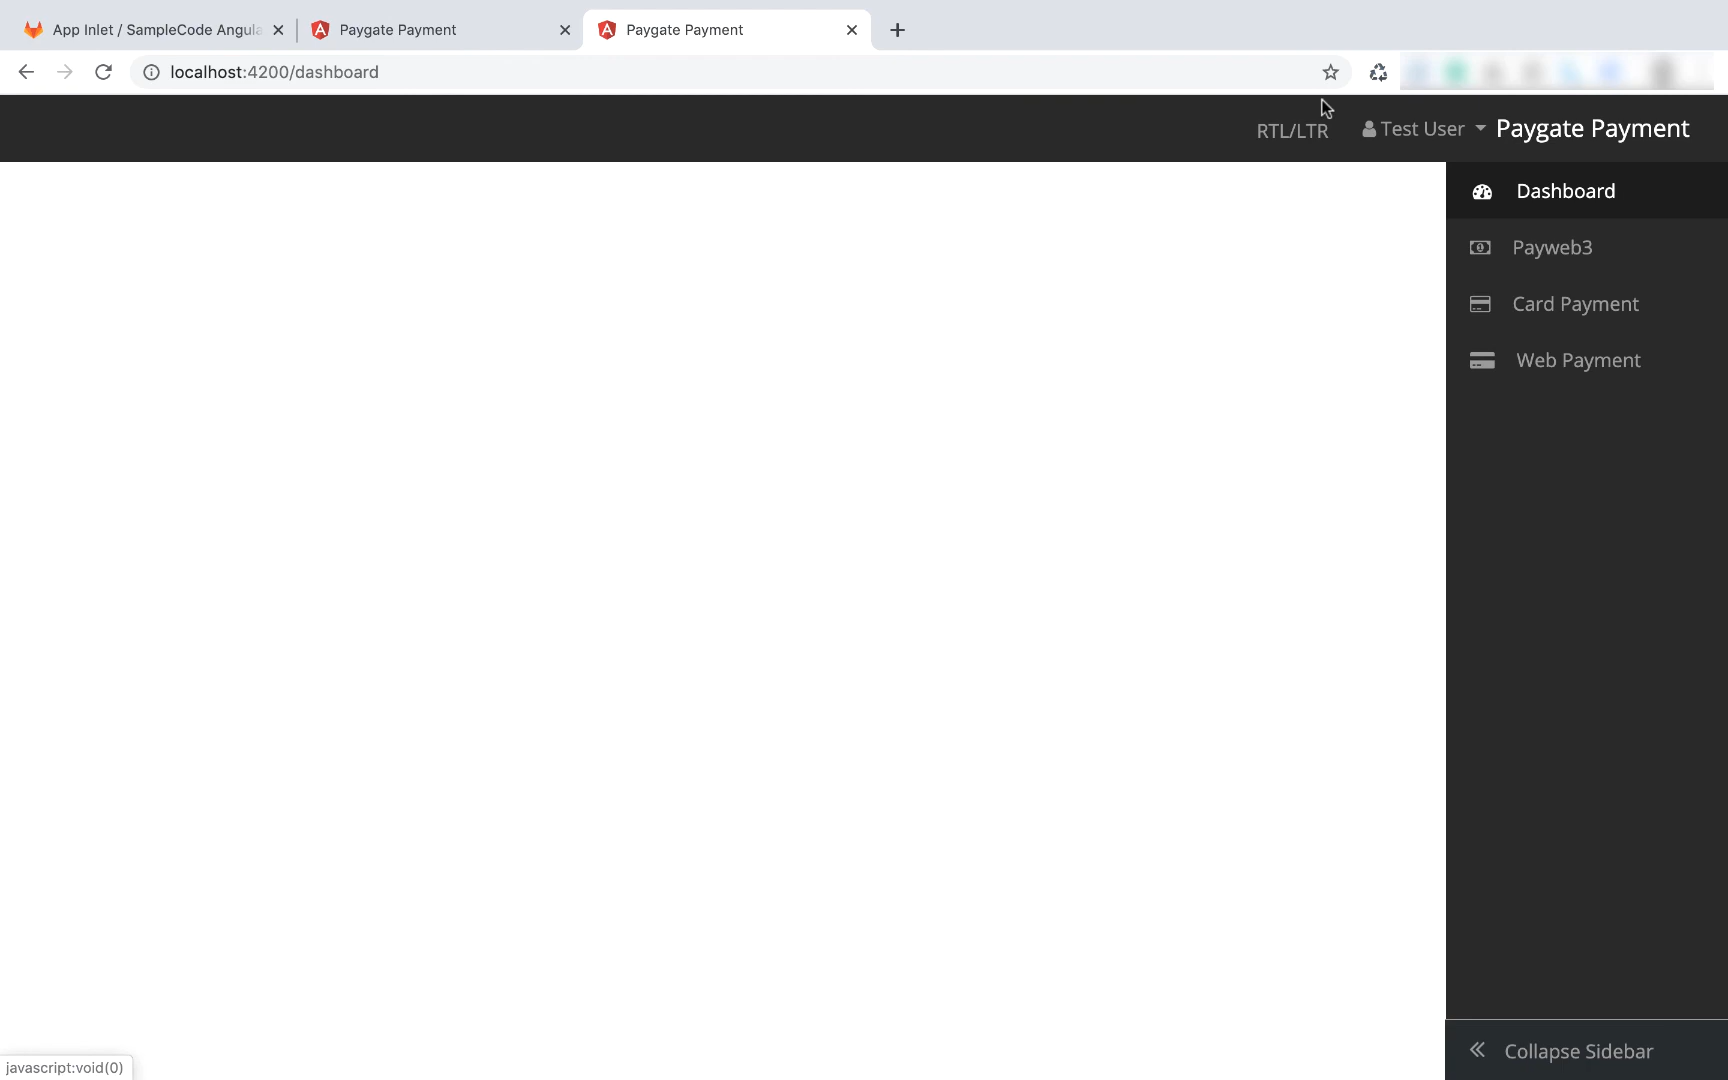 App Inlet / SampleCode Angula
Paygate Payment
Paygate Payment
localhost:4200/dashboard
RTL/LTR
Test User
Paygate Payment
Dashboard
Payweb3
Card Payment
Web Payment
Collapse Sidebar
javascript:void(0)